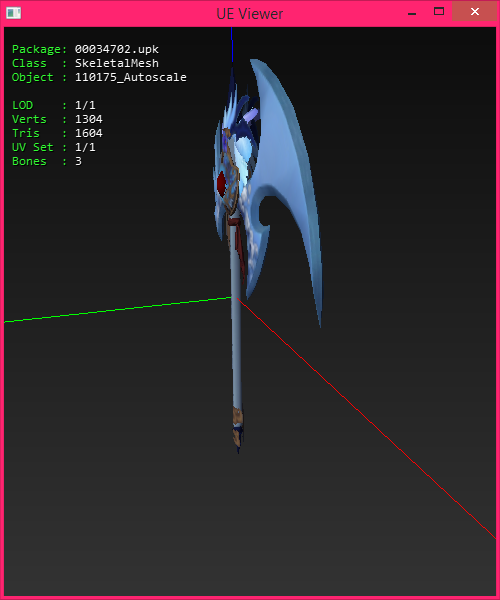 UE Viewer
Package: 00034702.upk
Class  : SkeletalMesh
Object : 110175_Autoscale
LOD    : 1/1
Verts  : 1304
Tris   : 1604
UV Set : 1/1
Bones  : 3